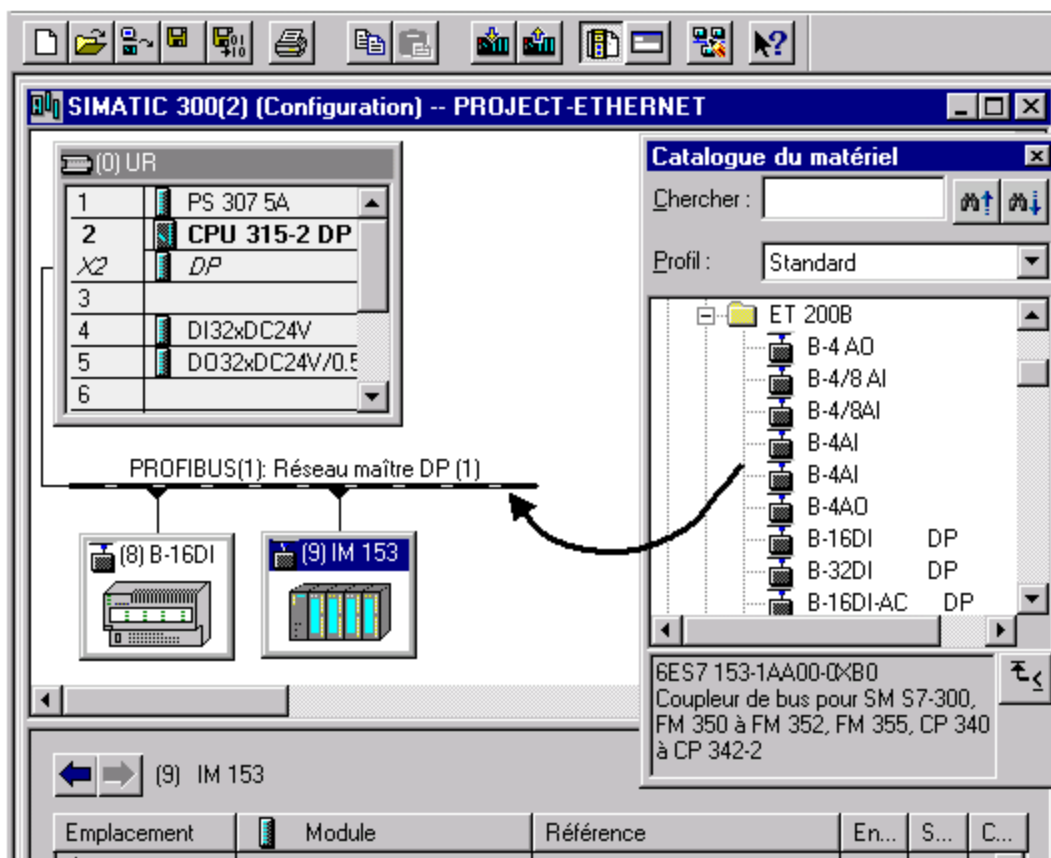 SIMATIC 300(2) (Configuration) -- PROJECT-ETHERNET
(0) UR
1 PS 307 5A
2 CPU 315-2 DP
X2 DP
3
4 DI32xDC24V
5 DO32xDC24V/0.5
6
PROFIBUS(1): Réseau maître DP (1)
(8) B-16DI
(9) IM 153
Catalogue du matériel
Chercher :
Profil : Standard
ET 200B
B-4 AO
B-4/8 AI
B-4/8AI
B-4AI
B-4AI
B-4AO
B-16DI DP
B-32DI DP
B-16DI-AC DP
6ES7 153-1AA00-0XB0
Coupleur de bus pour SM S7-300,
FM 350 à FM 352, FM 355, CP 340
à CP 342-2
(9) IM 153
Emplacement Module Référence En... S... C...